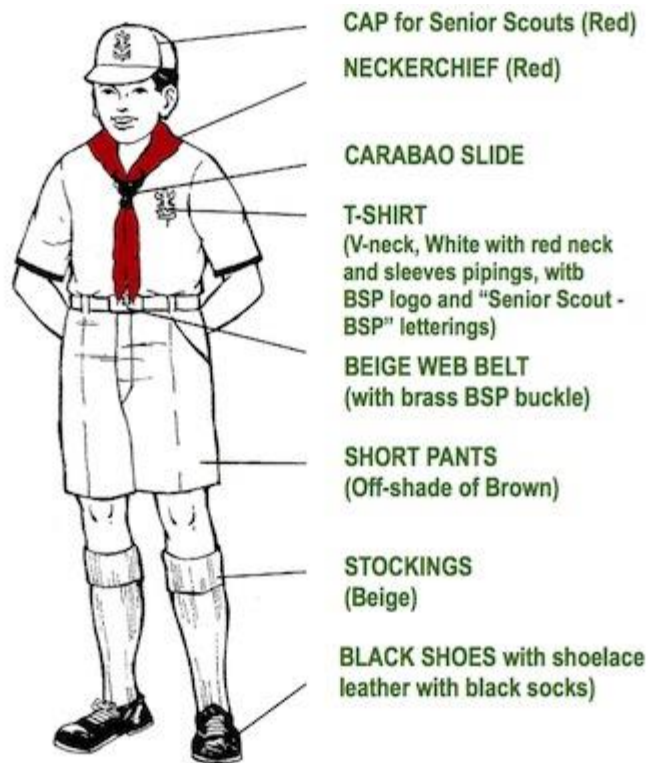 CAP for Senior Scouts (Red)
NECKERCHIEF (Red)
CARABAO SLIDE
T-SHIRT
(V-neck, White with red neck
and sleeves pipings, witb
BSP logo and “Senior Scout -
BSP” letterings)
BEIGE WEB BELT
(with brass BSP buckle)
SHORT PANTS
(Off-shade of Brown)
STOCKINGS
(Beige)
BLACK SHOES with shoelace
leather with black socks)